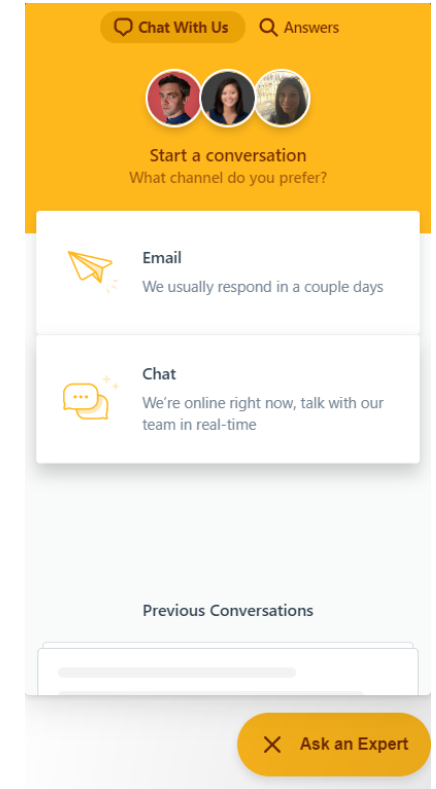 Chat With Us
Answers
Start a conversation
What channel do you prefer?
Email
We usually respond in a couple days
Chat
We're online right now, talk with our
team in real-time
Previous Conversations
Ask an Expert